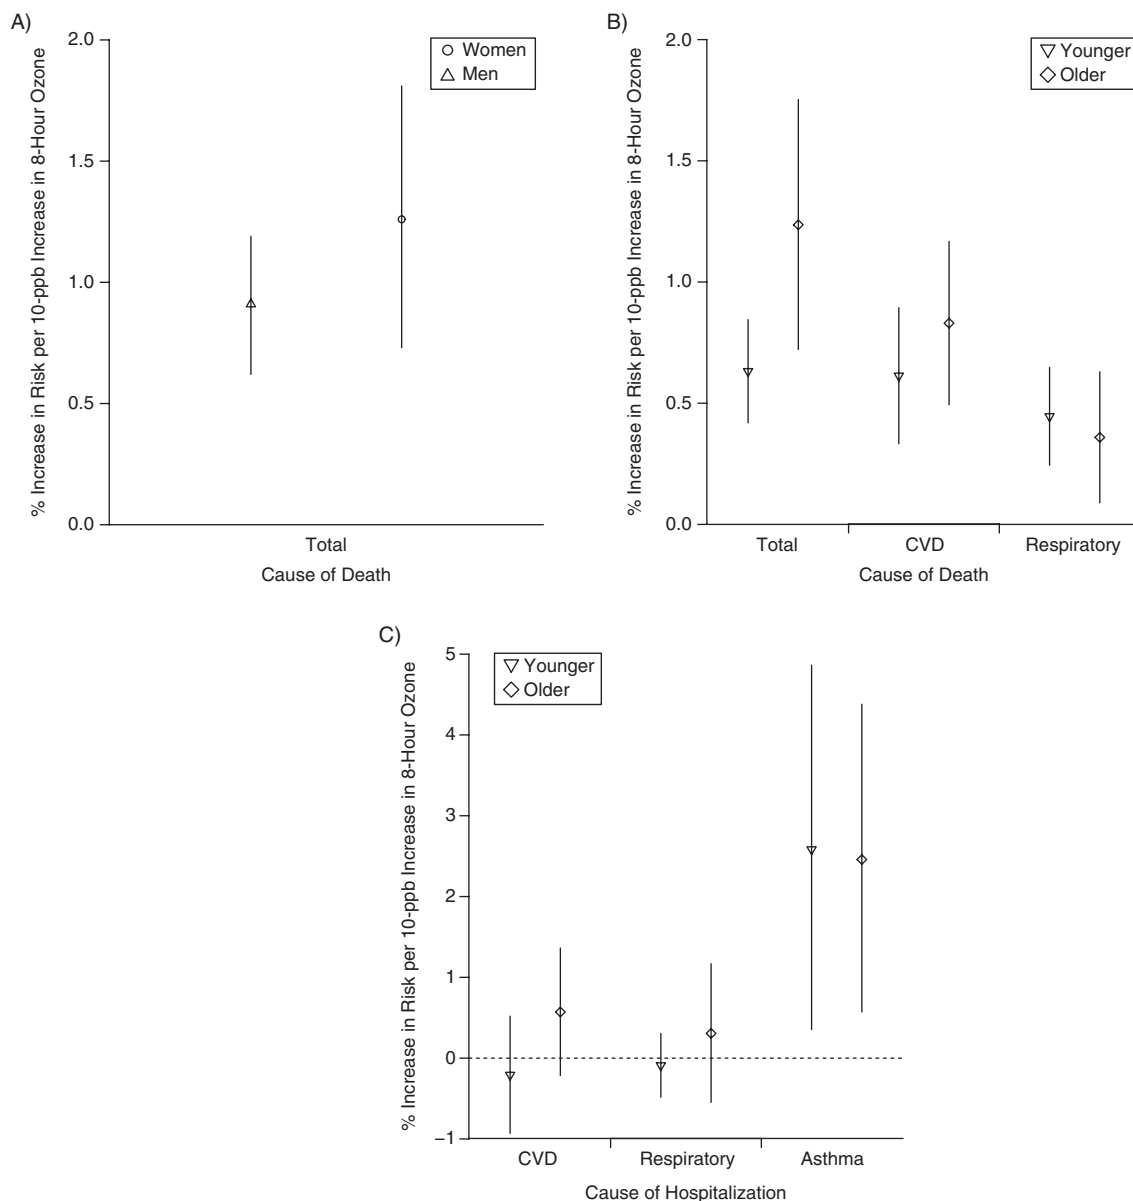 A)
% Increase in Risk per 10-ppb Increase in 8-Hour Ozone
2.0
1.5
1.0
0.5
0.0
Women
Men
Total
Cause of Death
B)
% Increase in Risk per 10-ppb Increase in 8-Hour Ozone
2.0
1.5
1.0
0.5
0.0
Younger
Older
Total
CVD
Respiratory
Cause of Death
C)
% Increase in Risk per 10-ppb Increase in 8-Hour Ozone
5
4
3
2
1
0
−1
Younger
Older
CVD
Respiratory
Asthma
Cause of Hospitalization